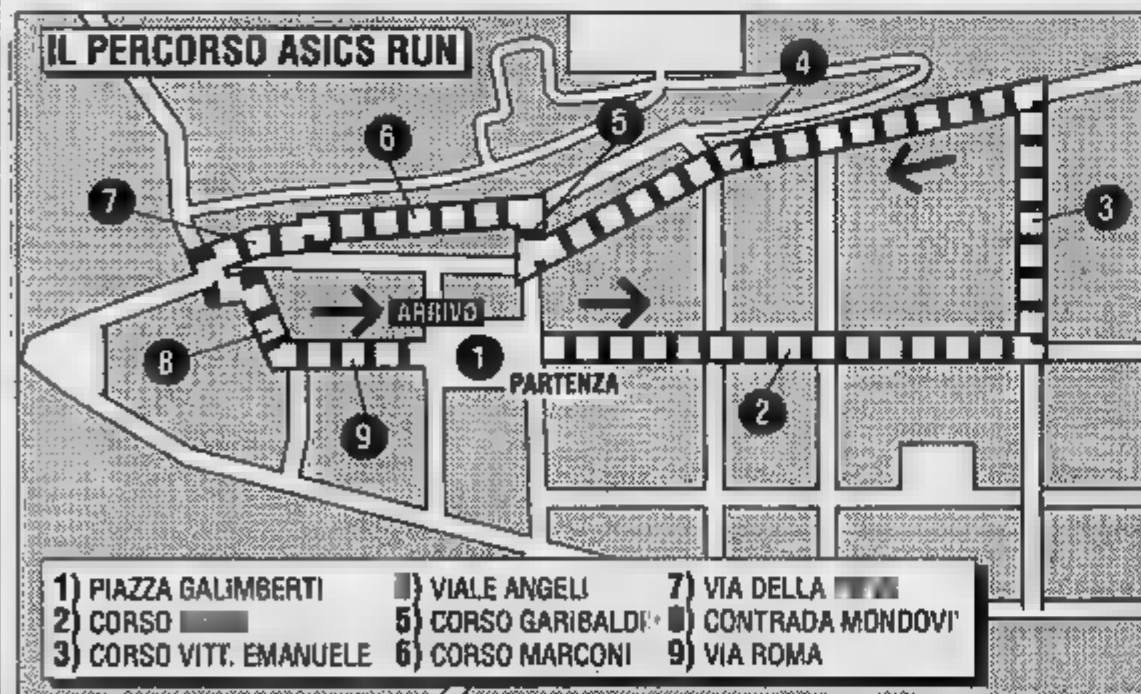 IL PERCORSO ASICS RUN
4
5
6
7
3
ARRIVO
1
8
PARTENZA
2
9
1) PIAZZA GALIMBERTI
2) CORSO
3) CORSO VITT. EMANUELE
) VIALE ANGELI
5) CORSO GARIBALDI
6) CORSO MARCONI
7) VIA DELLA
) CONTRADA MONDOVI'
9) VIA ROMA